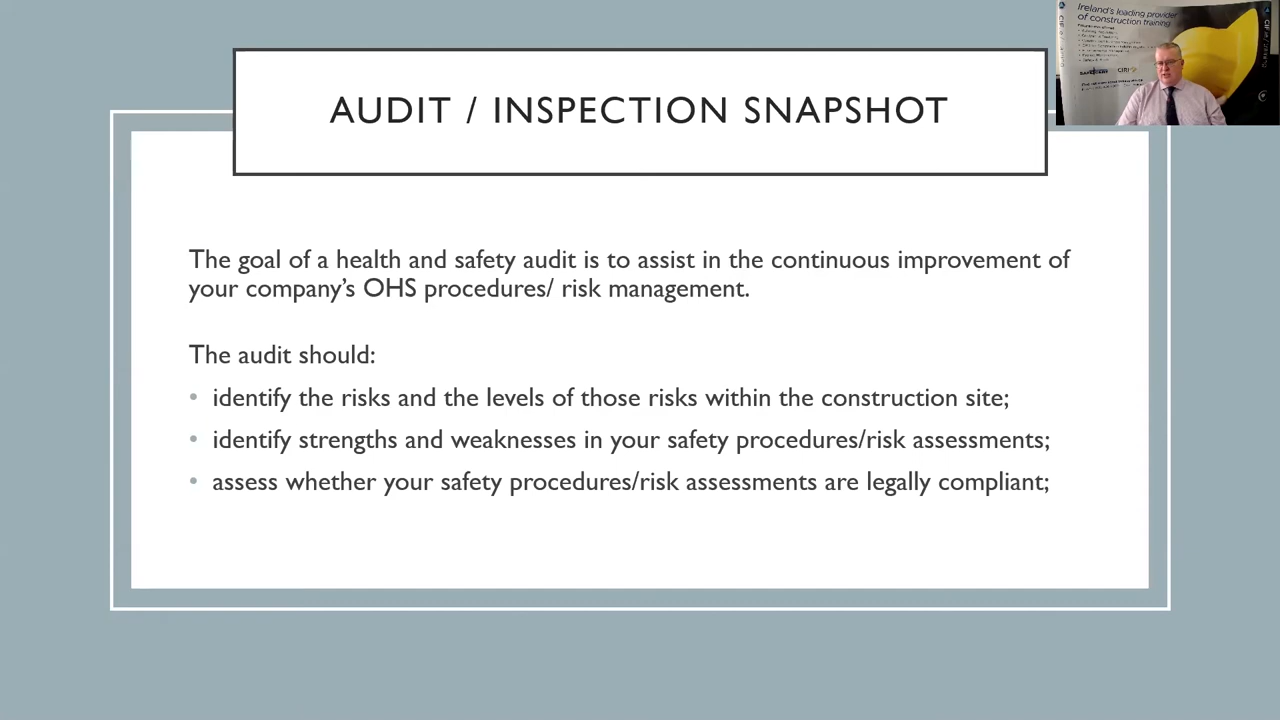 AUDIT / INSPECTION SNAPSHOT
Ireland's leading provider
of construction training
CIRI
The goal of a health and safety audit is to assist in the continuous improvement of
your company's OHS procedures/ risk management.
The audit should:
• identify the risks and the levels of those risks within the construction site;
• identify strengths and weaknesses in your safety procedures/risk assessments;
• assess whether your safety procedures/risk assessments are legally compliant;